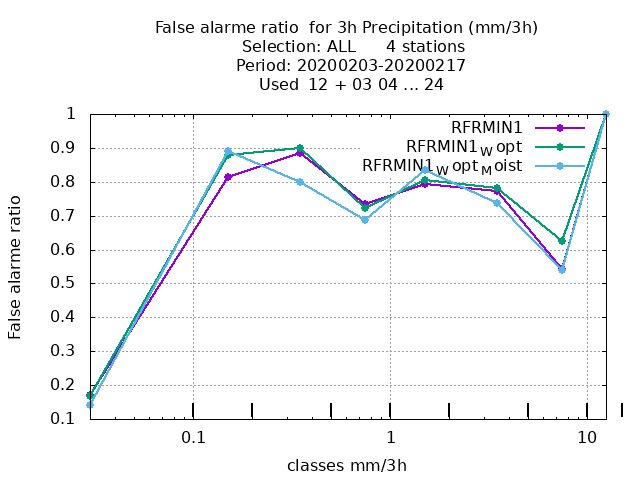 False alarme ratio  for 3h Precipitation (mm/3h)
Selection: ALL      4 stations
Period: 20200203-20200217
Used  12 + 03 04 ... 24
RFRMIN1
RFRMIN1_W opt
RFRMIN1_W opt_M oist
1
0.9
0.8
0.7
0.6
0.5
0.4
0.3
0.2
0.1
False alarme ratio
0.1
1
10
classes mm/3h